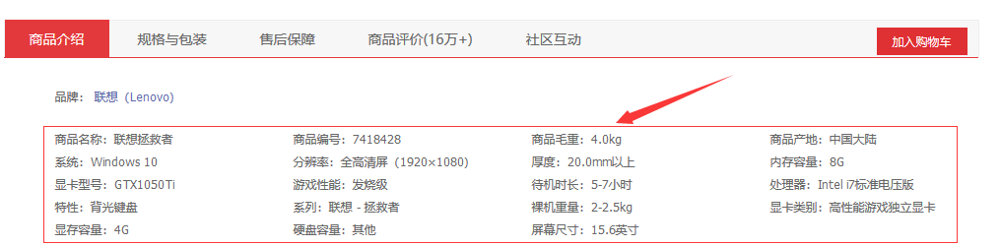 商品介绍 规格与包装 售后保障 商品评价(16万+) 社区互动 加入购物车
品牌： 联想（Lenovo）
商品名称：联想拯救者 商品编号：7418428 商品毛重：4.0kg 商品产地：中国大陆
系统：Windows 10 分辨率：全高清屏（1920×1080） 厚度：20.0mm以上 内存容量：8G
显卡型号：GTX1050Ti 游戏性能：发烧级 待机时长：5-7小时 处理器：Intel i7标准电压版
特性：背光键盘 系列：联想 - 拯救者 裸机重量：2-2.5kg 显卡类别：高性能游戏独立显卡
显存容量：4G 硬盘容量：其他 屏幕尺寸：15.6英寸